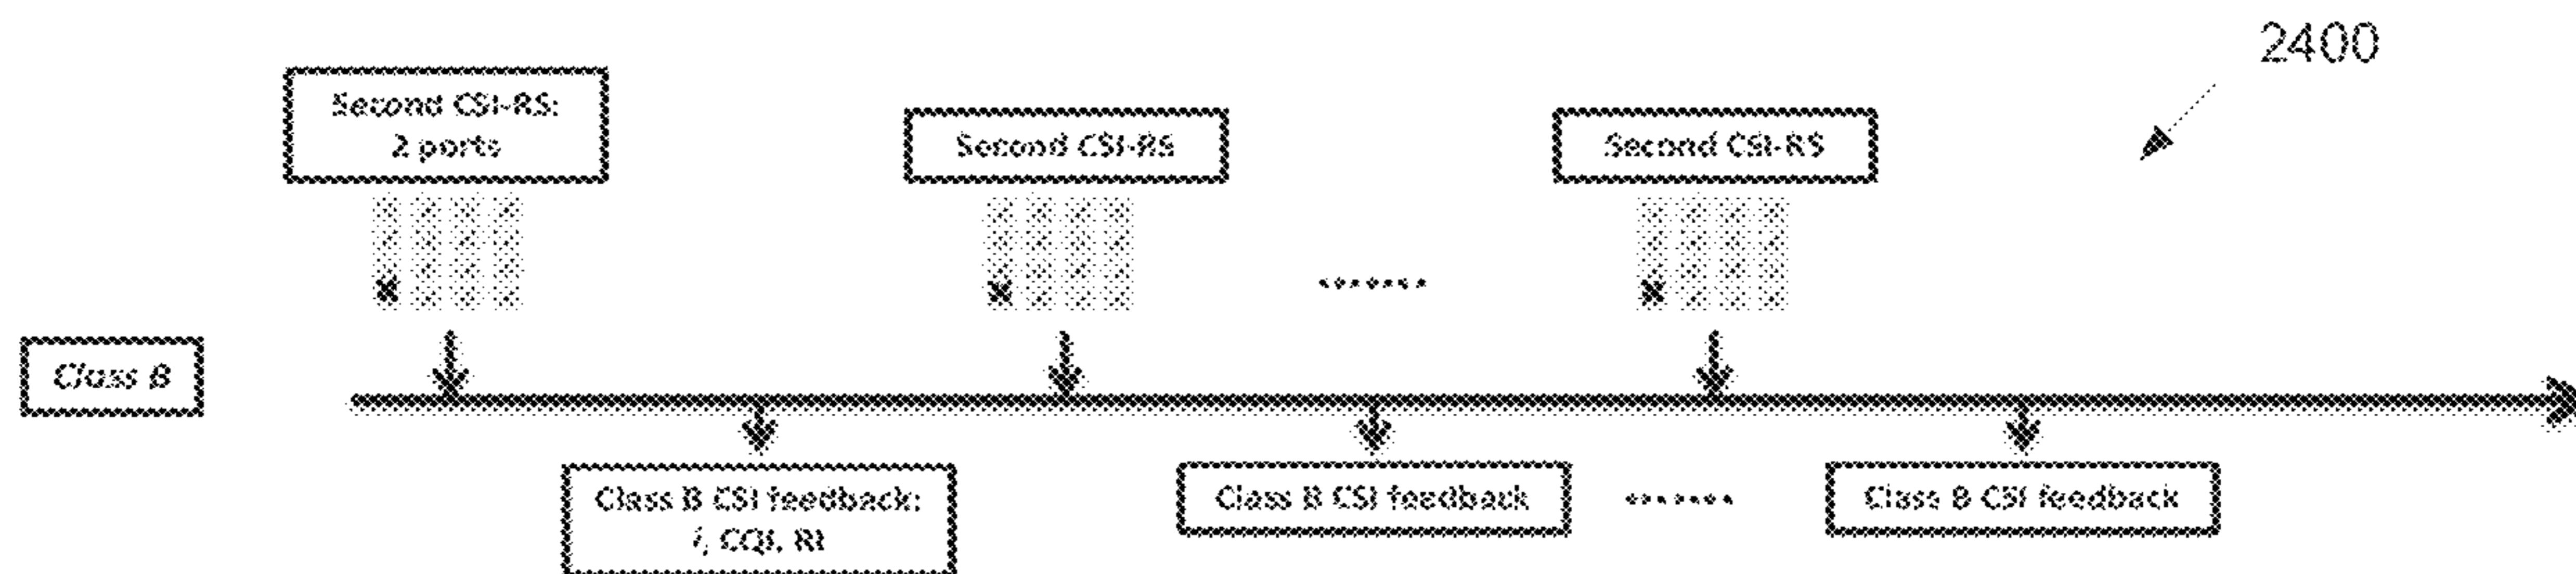 2400
Second CSI-RS:
2 ports
Second CSI-RS
Second CSI-RS
Class B
Class B CSI feedback:
i, CQI, RI
Class B CSI feedback
Class B CSI feedback